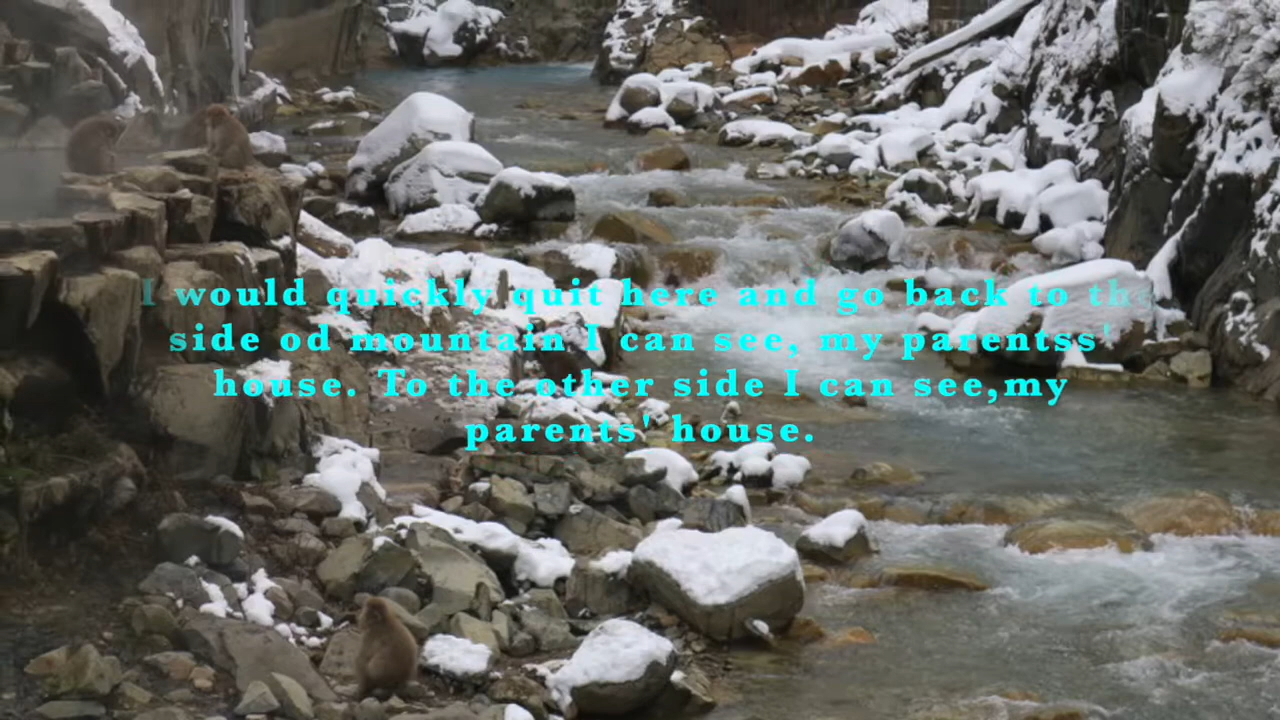 I would quickly quit here and go back to the
side od mountain I can see, my parentss'
house. To the other side I can see,my
parents' house.